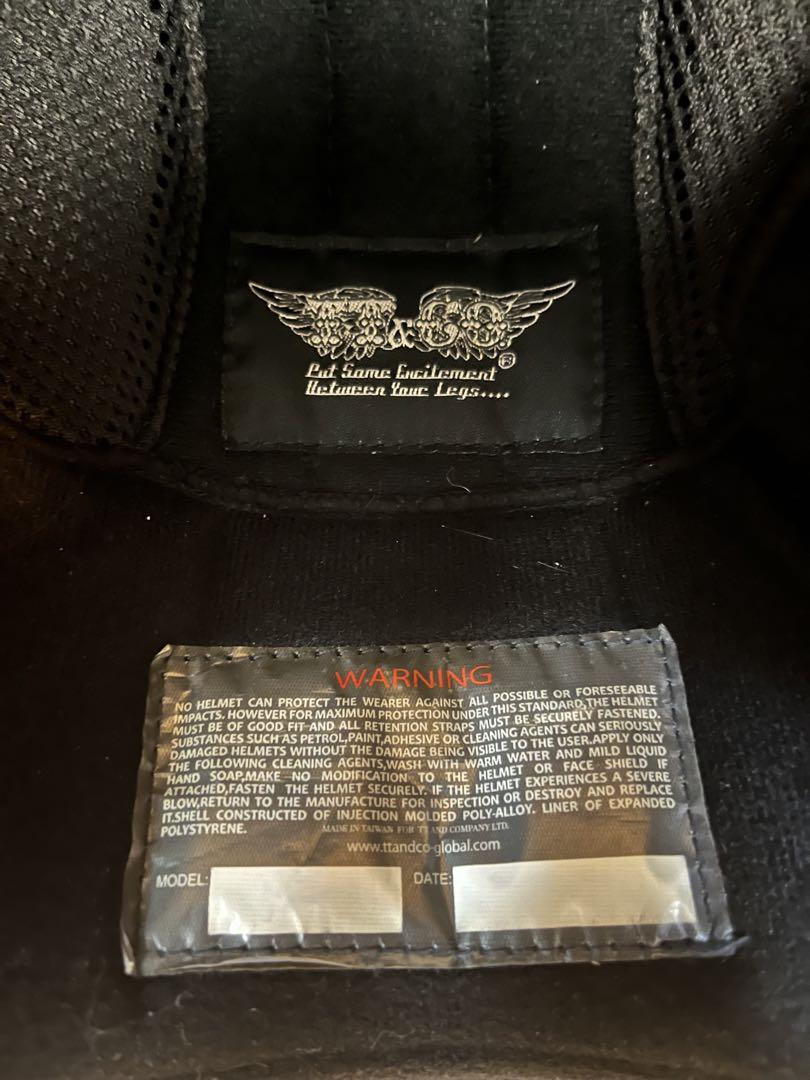 TT&CO
®
Put Some Excitement
Between Your Legs....
WARNING
NO HELMET CAN PROTECT THE WEARER AGAINST ALL POSSIBLE OR FORESEEABLE
IMPACTS. HOWEVER FOR MAXIMUM PROTECTION UNDER THIS STANDARD,THE HELMET
MUST BE OF GOOD FIT AND ALL RETENTION STRAPS MUST BE SECURELY FASTENED.
SUBSTANCES SUCH AS PETROL,PAINT,ADHESIVE OR CLEANING AGENTS CAN SERIOUSLY
DAMAGED HELMETS WITHOUT THE DAMAGE BEING VISIBLE TO THE USER.APPLY ONLY
THE FOLLOWING CLEANING AGENTS,WASH WITH WARM WATER AND MILD LIQUID
HAND SOAP,MAKE NO MODIFICATION TO THE HELMET OR FACE SHIELD IF
ATTACHED,FASTEN THE HELMET SECURELY. IF THE HELMET EXPERIENCES A SEVERE
BLOW,RETURN TO THE MANUFACTURE FOR INSPECTION OR DESTROY AND REPLACE
IT.SHELL CONSTRUCTED OF INJECTION MOLDED POLY-ALLOY. LINER OF EXPANDED
POLYSTYRENE.
MADE IN TAIWAN FOR TT AND COMPANY LTD.
www.ttandco-global.com
MODEL:
DATE: